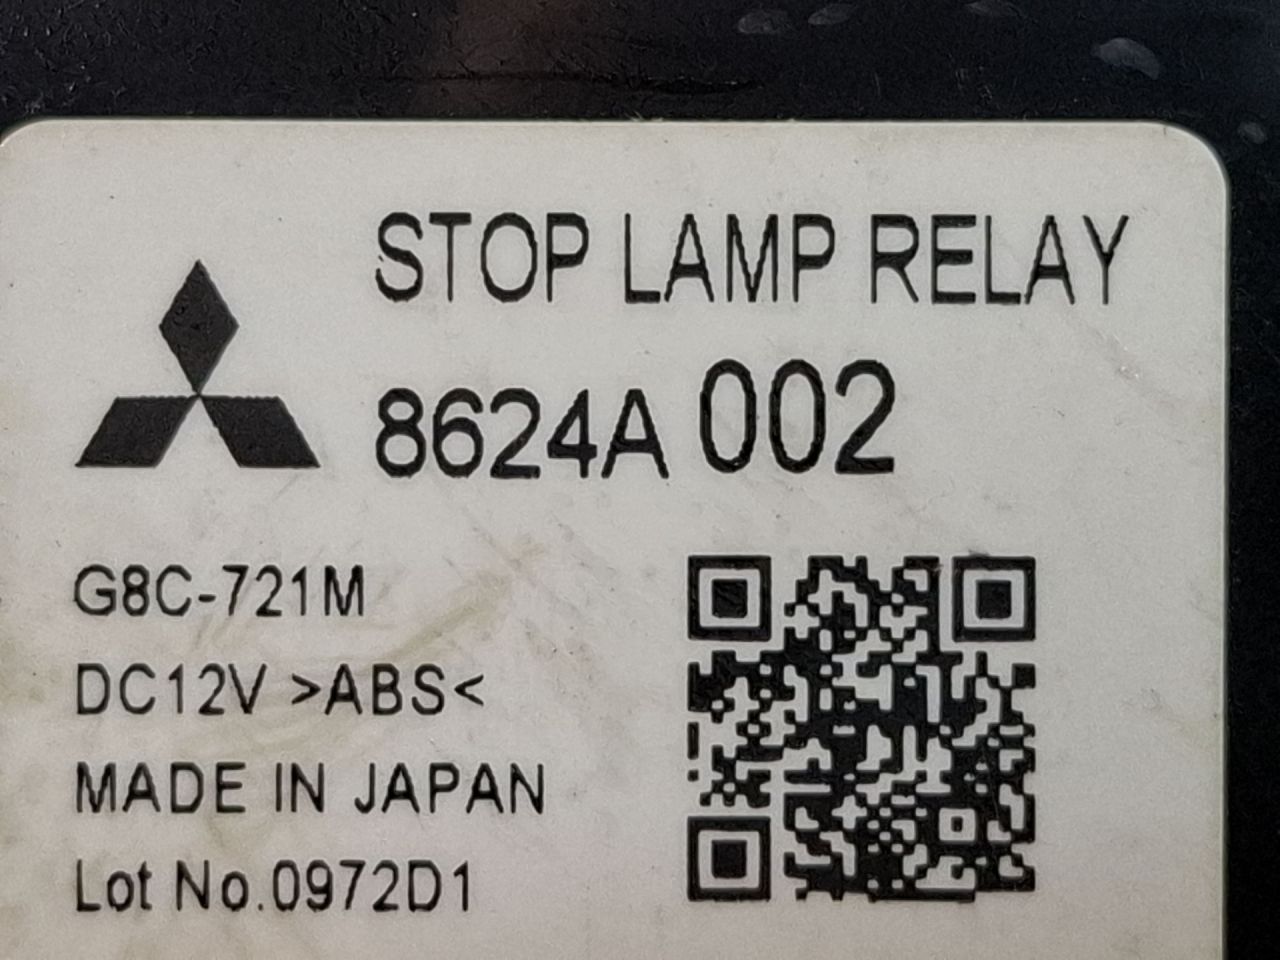 STOP LAMP RELAY
8624A 002
G8C-721M
DC12V >ABS<
MADE IN JAPAN
Lot No.0972D1